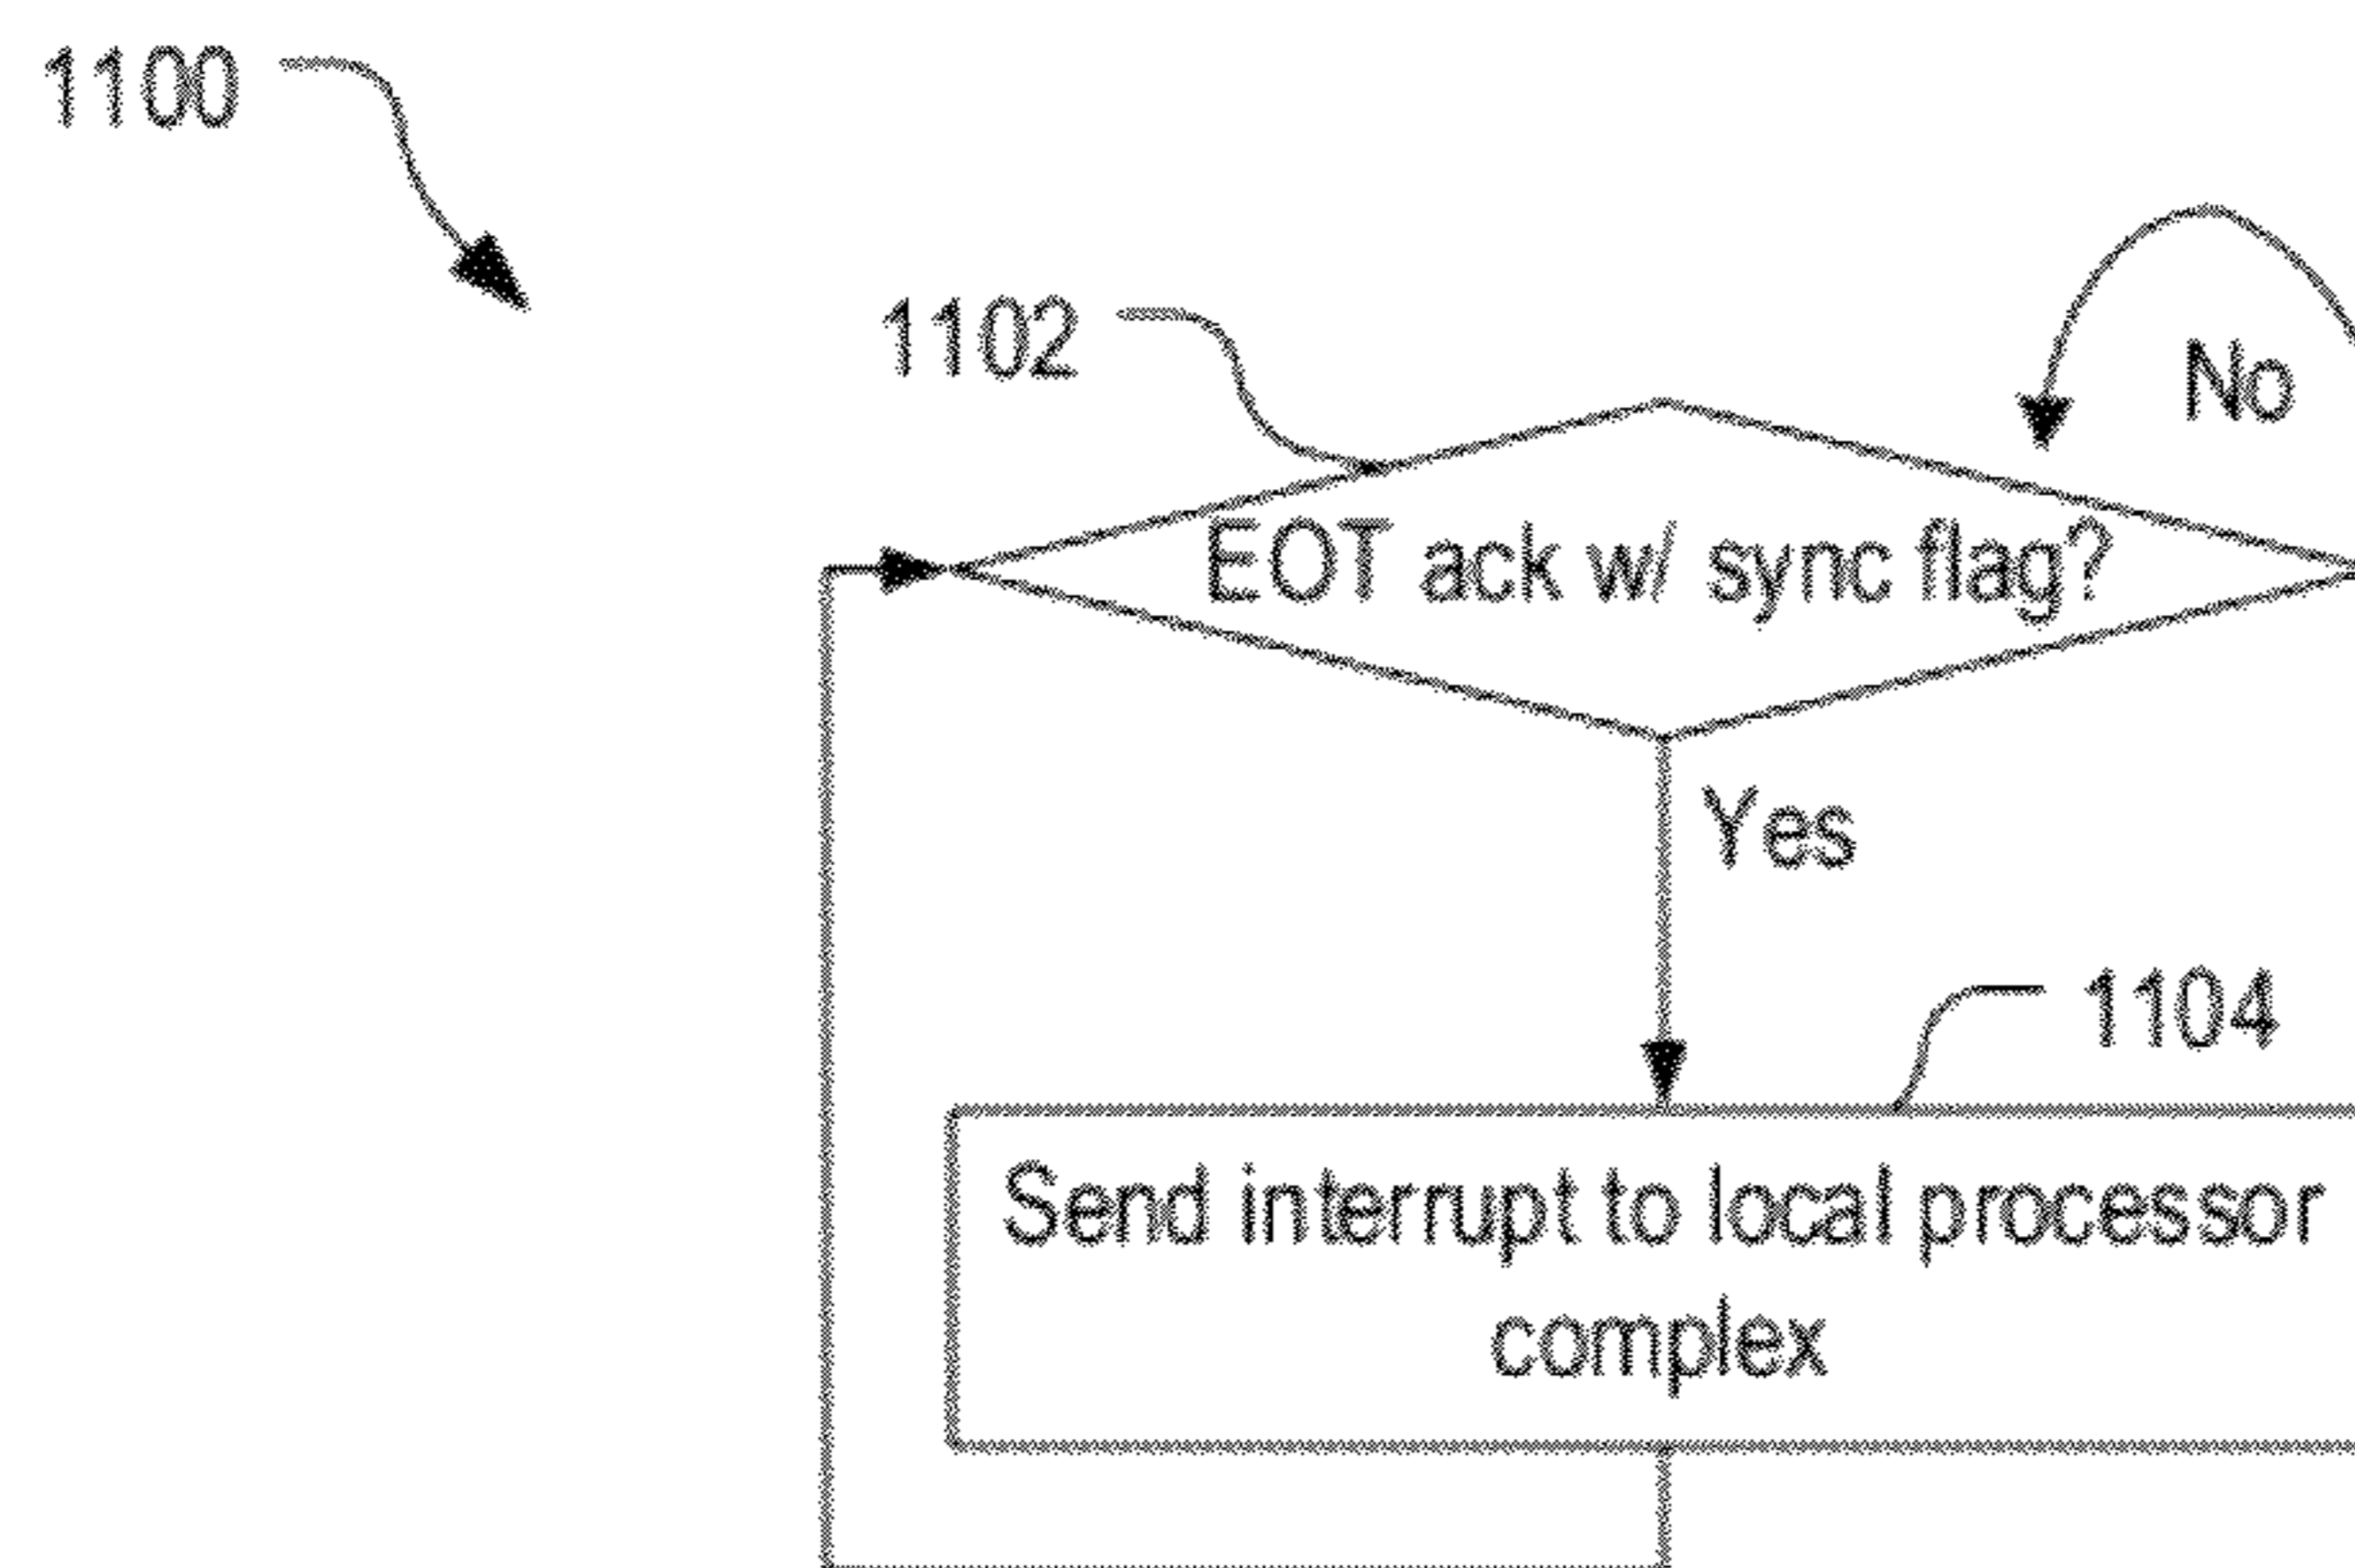 1100
1102
No
EOT ack w/ sync flag?
Yes
1104
Send interrupt to local processor
complex